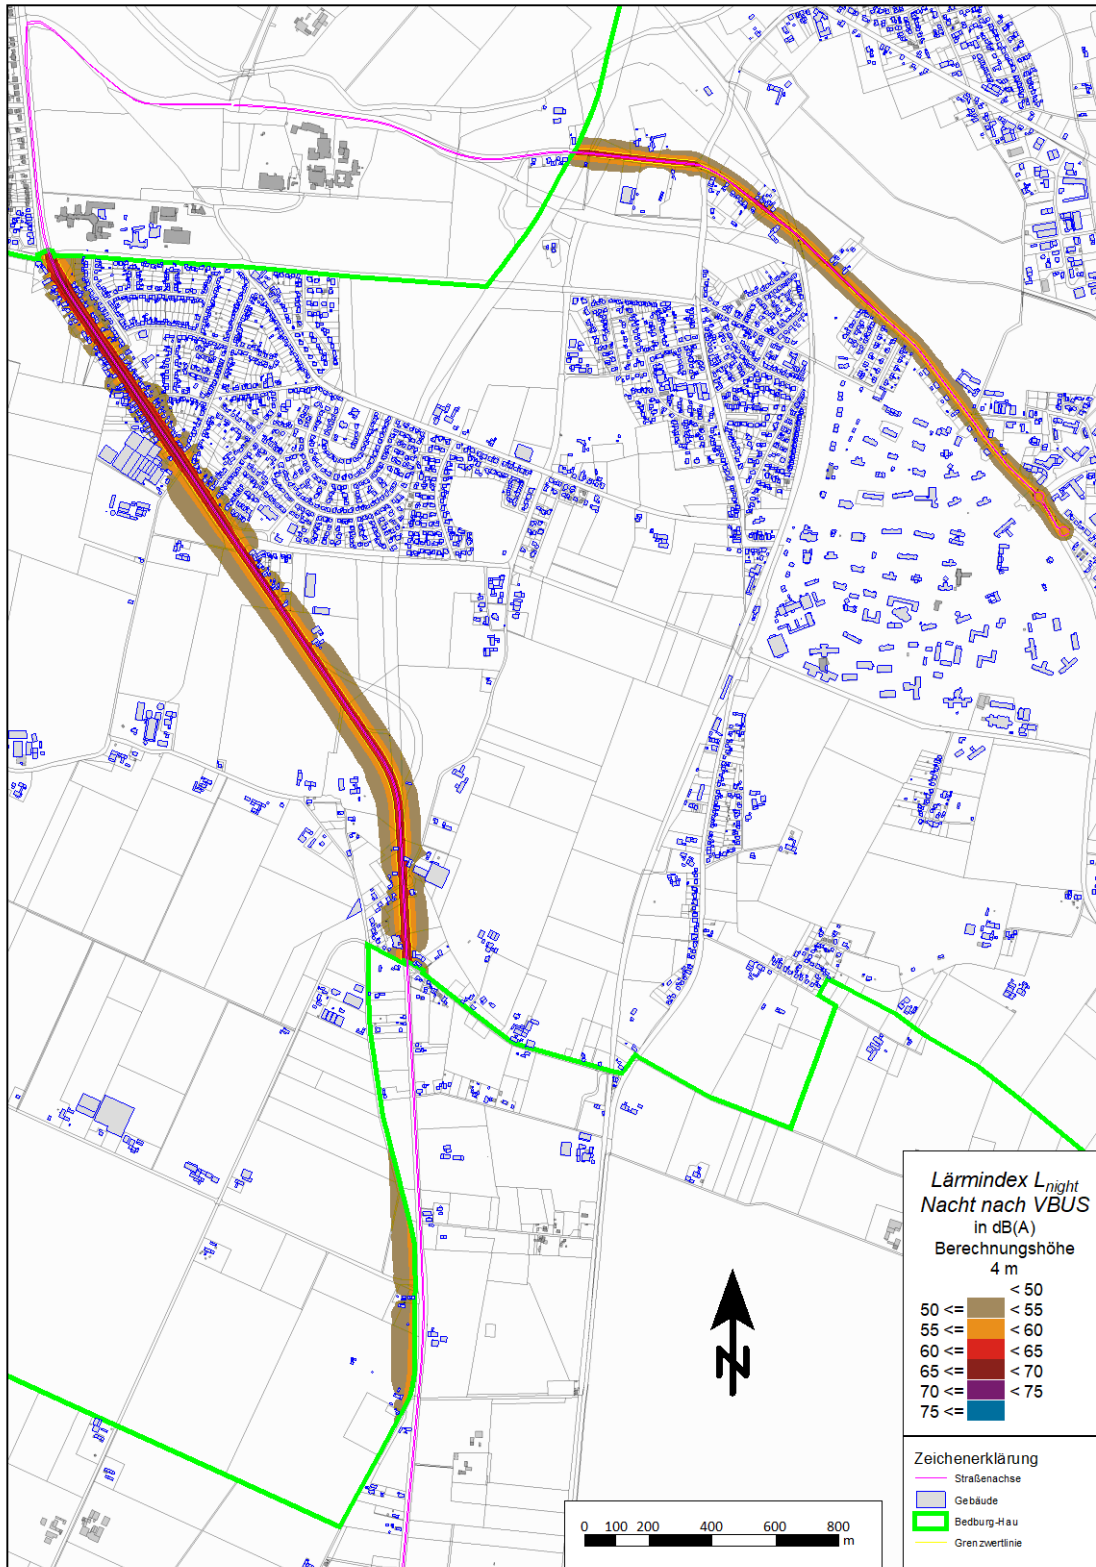 N
Lärmindex Lnight
Nacht nach VBUS
in dB(A)
Berechnungshöhe
4 m
< 50
50 <= < 55
55 <= < 60
60 <= < 65
65 <= < 70
70 <= < 75
75 <=
Zeichenerklärung
Straßenachse
Gebäude
Bedburg-Hau
Grenzwertlinie
0 100 200 400 600 800
m